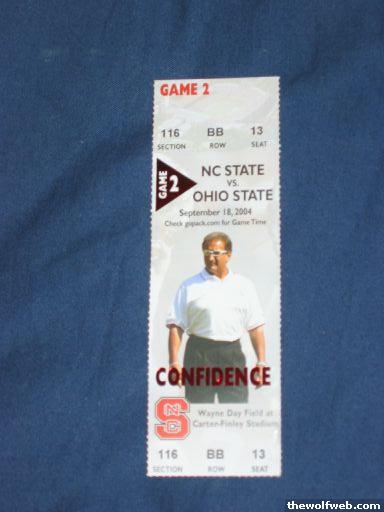 GAME 2
116 BB 13
SECTION ROW SEAT
GAME 2
NC STATE
VS.
OHIO STATE
September 18, 2004
Check gopack.com for Game Time
CONFIDENCE
NCS
Wayne Day Field at
Carter-Finley Stadium
116 BB 13
SECTION ROW SEAT
thewolfweb.com